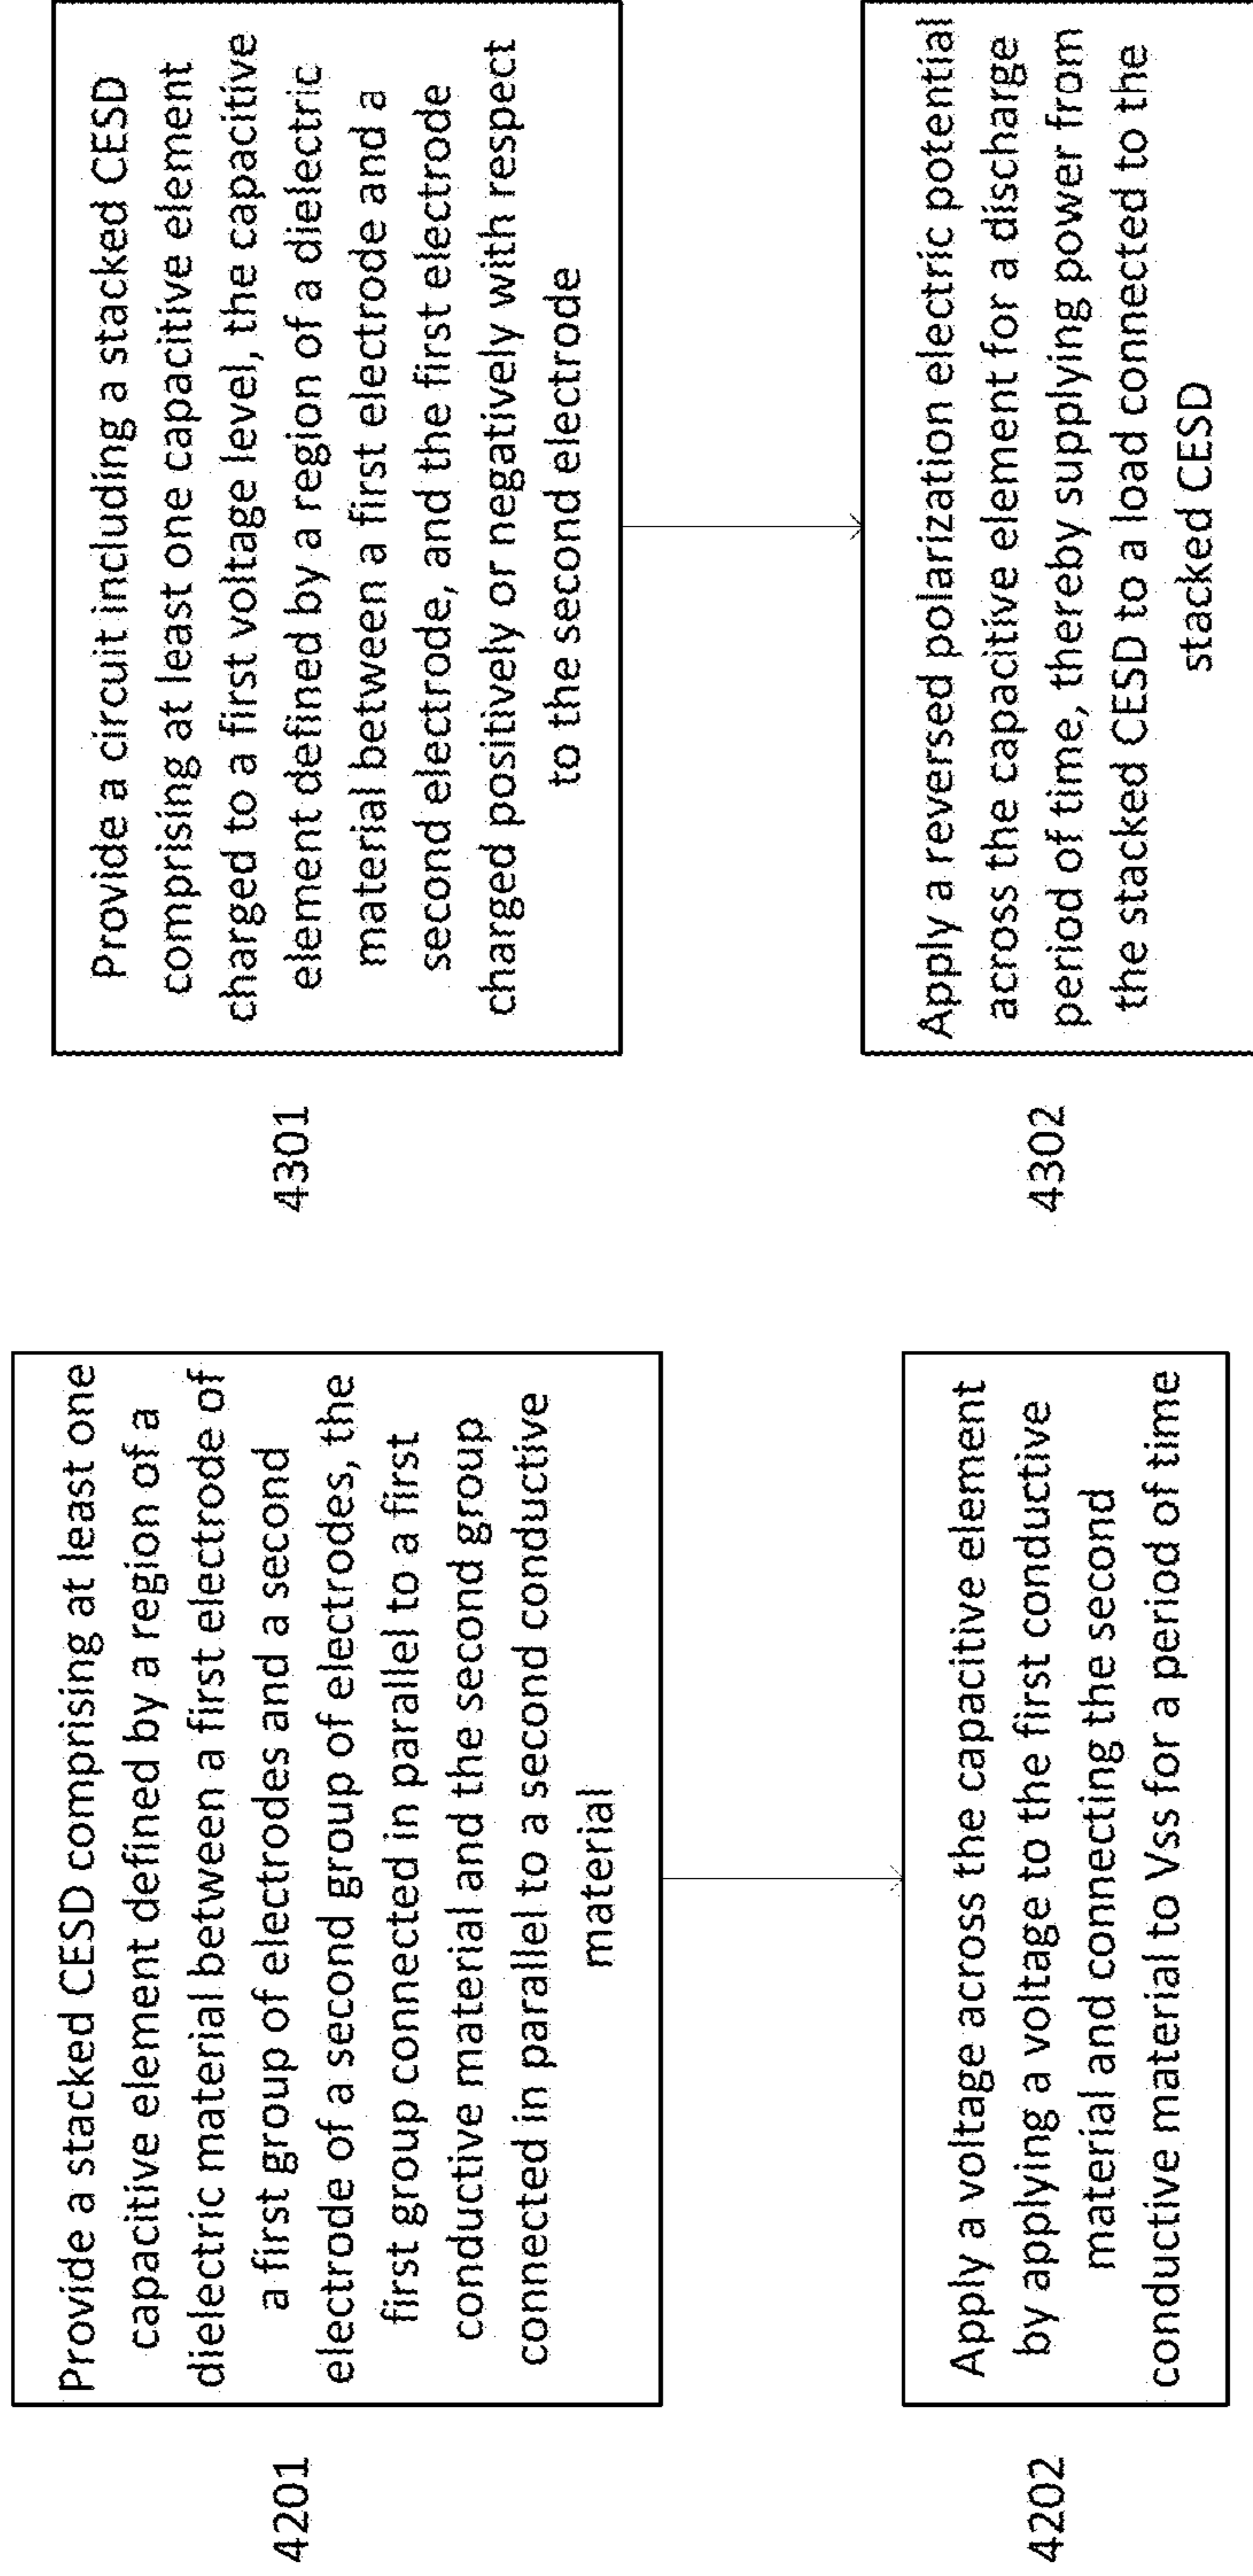 4201
Provide a stacked CESD comprising at least one
capacitive element defined by a region of a
dielectric material between a first electrode of
a first group of electrodes and a second
electrode of a second group of electrodes, the
first group connected in parallel to a first
conductive material and the second group
connected in parallel to a second conductive
material
4202
Apply a voltage across the capacitive element
by applying a voltage to the first conductive
material and connecting the second
conductive material to Vss for a period of time
4301
Provide a circuit including a stacked CESD
comprising at least one capacitive element
charged to a first voltage level, the capacitive
element defined by a region of a dielectric
material between a first electrode and a
second electrode, and the first electrode
charged positively or negatively with respect
to the second electrode
4302
Apply a reversed polarization electric potential
across the capacitive element for a discharge
period of time, thereby supplying power from
the stacked CESD to a load connected to the
stacked CESD